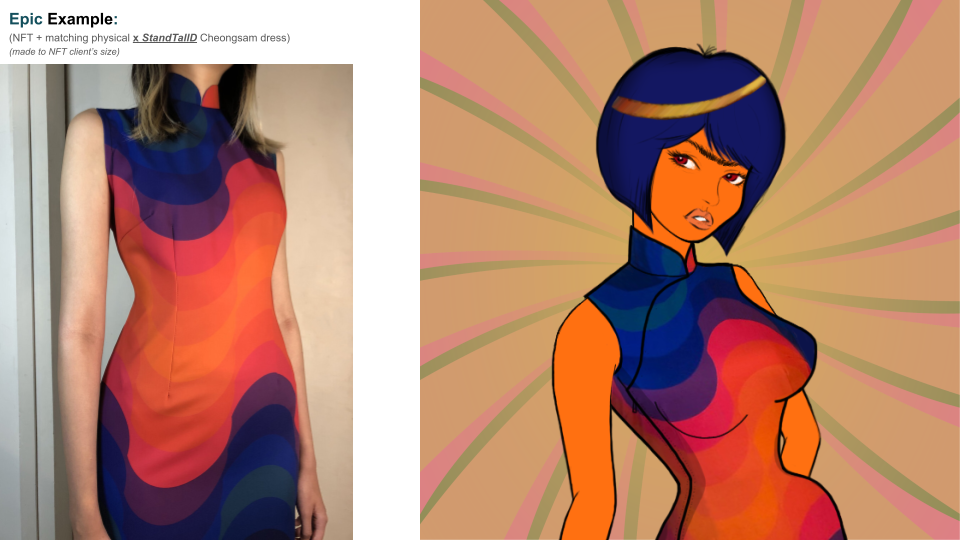 Epic Example:
(NFT + matching physical x StandTallD Cheongsam dress)
(made to NFT client's size)